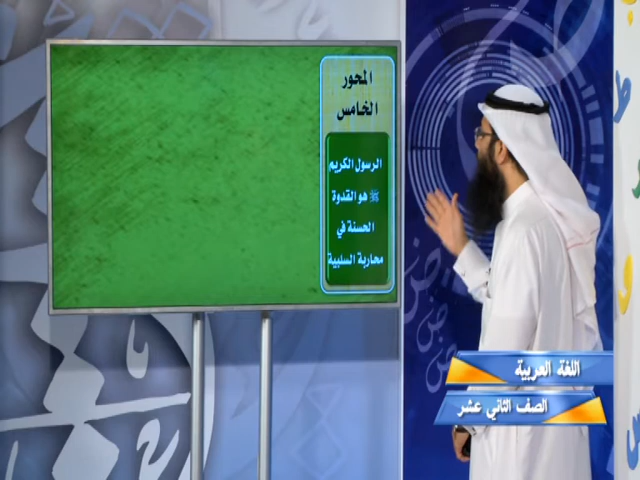 المحور
الخامس
الرسول الكريم
ﷺ هو القدوة
الحسنة في
محاربة السلبية
اللغة العربية
الصف الثاني عشر